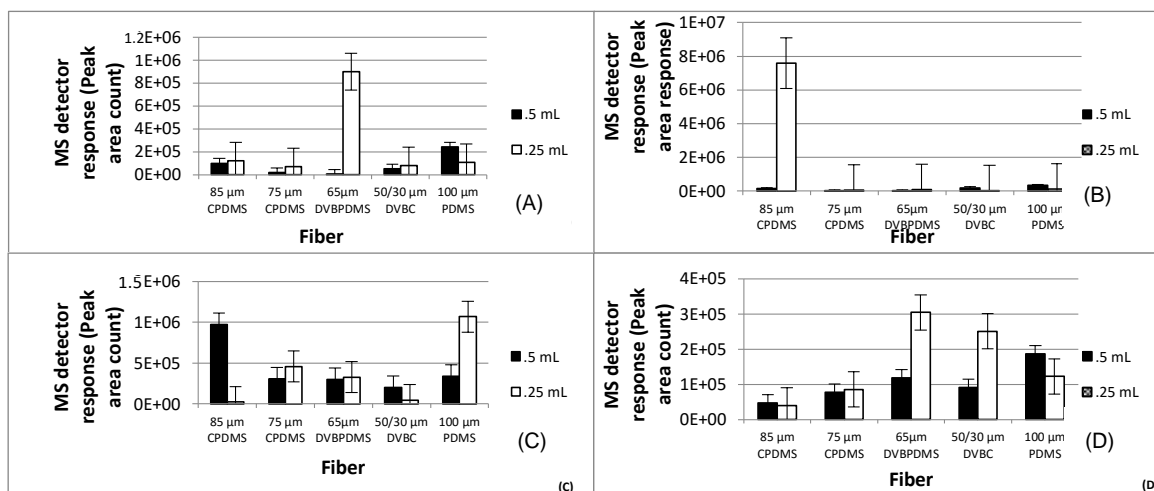 MS detector
response (Peak
area count)
1.2E+06
1E+06
8E+05
6E+05
4E+05
2E+05
0E+00
85 µm
CPDMS
75 µm
CPDMS
65µm
DVBPDMS
50/30 µm
DVBC
100 µm
PDMS
Fiber
.5 mL
.25 mL
(A)
MS detector
response (Peak
area response)
1E+07
8E+06
6E+06
4E+06
2E+06
0E+00
85 µm
CPDMS
75 µm
CPDMS
65µm
DVBPDMS
50/30 µm
DVBC
100 µm
PDMS
Fiber
.5 mL
.25 mL
(B)
MS detector
response (Peak
area count)
1.5E+06
1E+06
5E+05
0E+00
85 µm
CPDMS
75 µm
CPDMS
65µm
DVBPDMS
50/30 µm
DVBC
100 µm
PDMS
Fiber
.5 mL
.25 mL
(C)
(C)
MS detector
response (Peak
area count)
4E+05
3E+05
2E+05
1E+05
0E+00
85 µm
CPDMS
75 µm
CPDMS
65µm
DVBPDMS
50/30 µm
DVBC
100 µm
PDMS
Fiber
.5 mL
.25 mL
(D)
(D